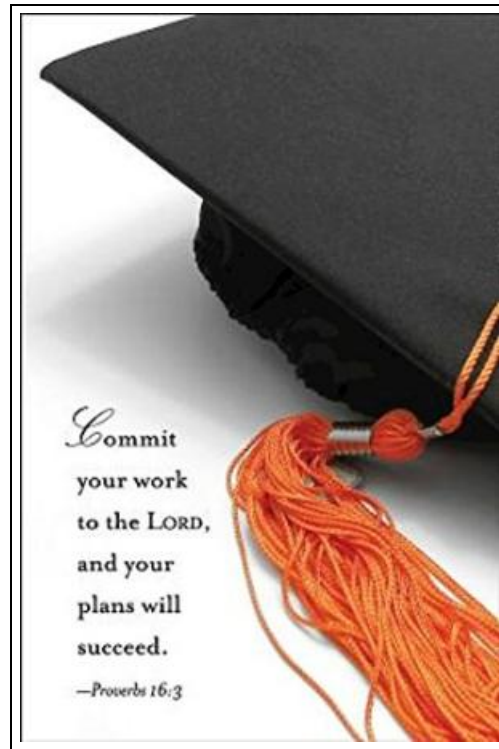 Commit
your work
to the LORD,
and your
plans will
succeed.
—Proverbs 16:3